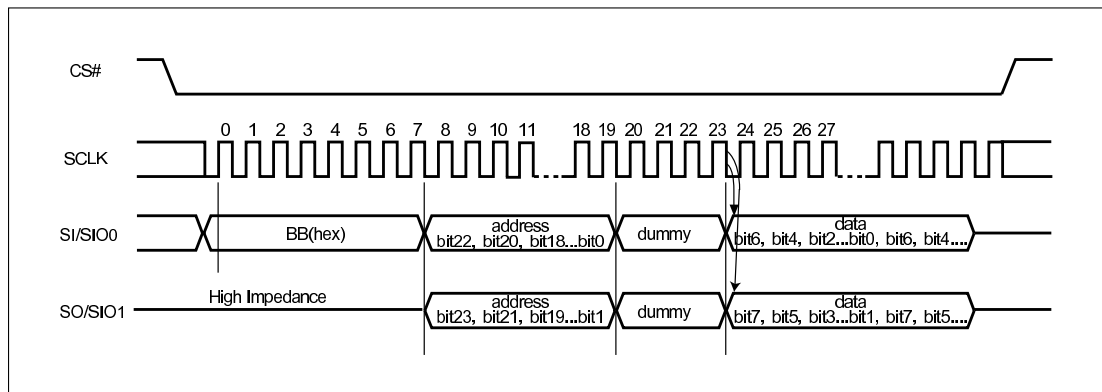 CS#
0 1 2 3 4 5 6 7 8 9 10 11 18 19 20 21 22 23 24 25 26 27
SCLK
SI/SIO0
BB(hex)
address
bit22, bit20, bit18...bit0
dummy
data
bit6, bit4, bit2...bit0, bit6, bit4....
High Impedance
SO/SIO1
address
bit23, bit21, bit19...bit1
dummy
data
bit7, bit5, bit3...bit1, bit7, bit5....